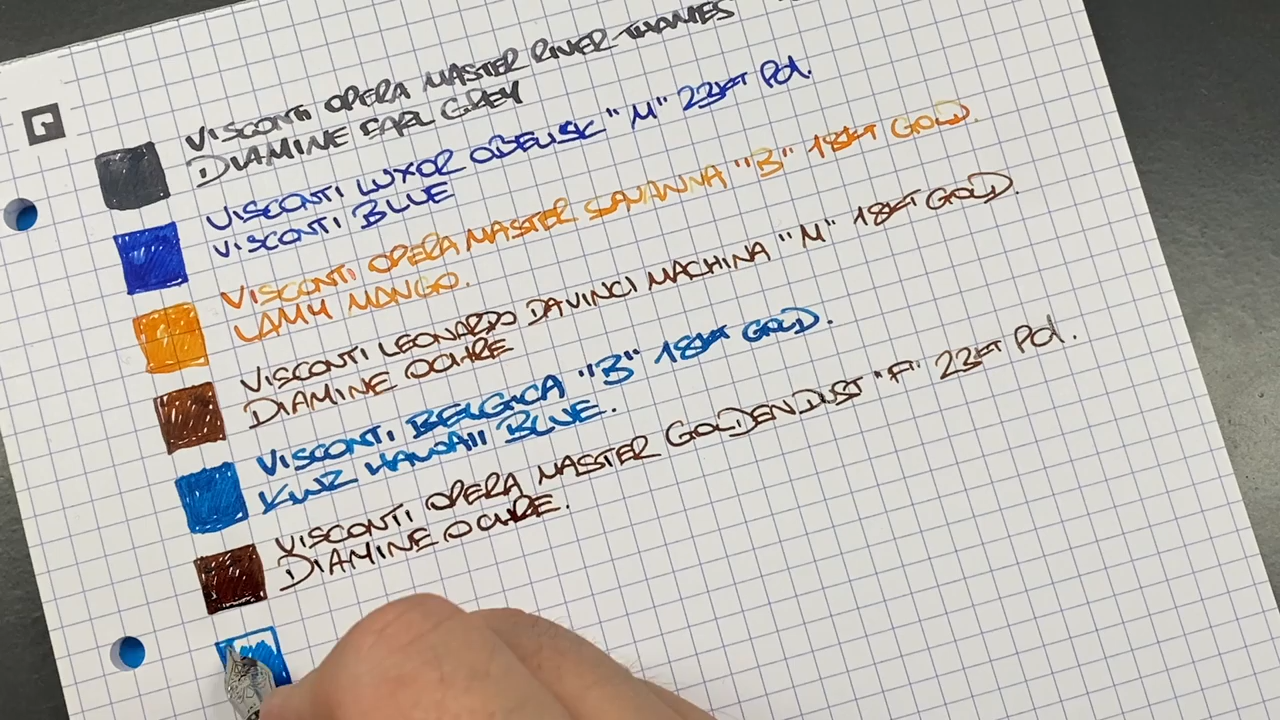 VISCONTI OPERA MASTER RIVER THAMES
DIAMINE EARL GREY
VISCONTI LUXOR OBELISK "M" 23KT Pd.
VISCONTI BLUE
VISCONTI OPERA MASTER SAVANNA "B" 18KT GOLD.
LAMY MANGO.
VISCONTI LEONARDO DAVINCI MACHINA "M" 18KT GOLD.
DIAMINE OCHRE
VISCONTI BELGICA "B" 18KT GOLD.
KWZ HAWAII BLUE.
VISCONTI OPERA MASTER GOLDEN DUST "F" 23KT Pd.
DIAMINE OCHRE.